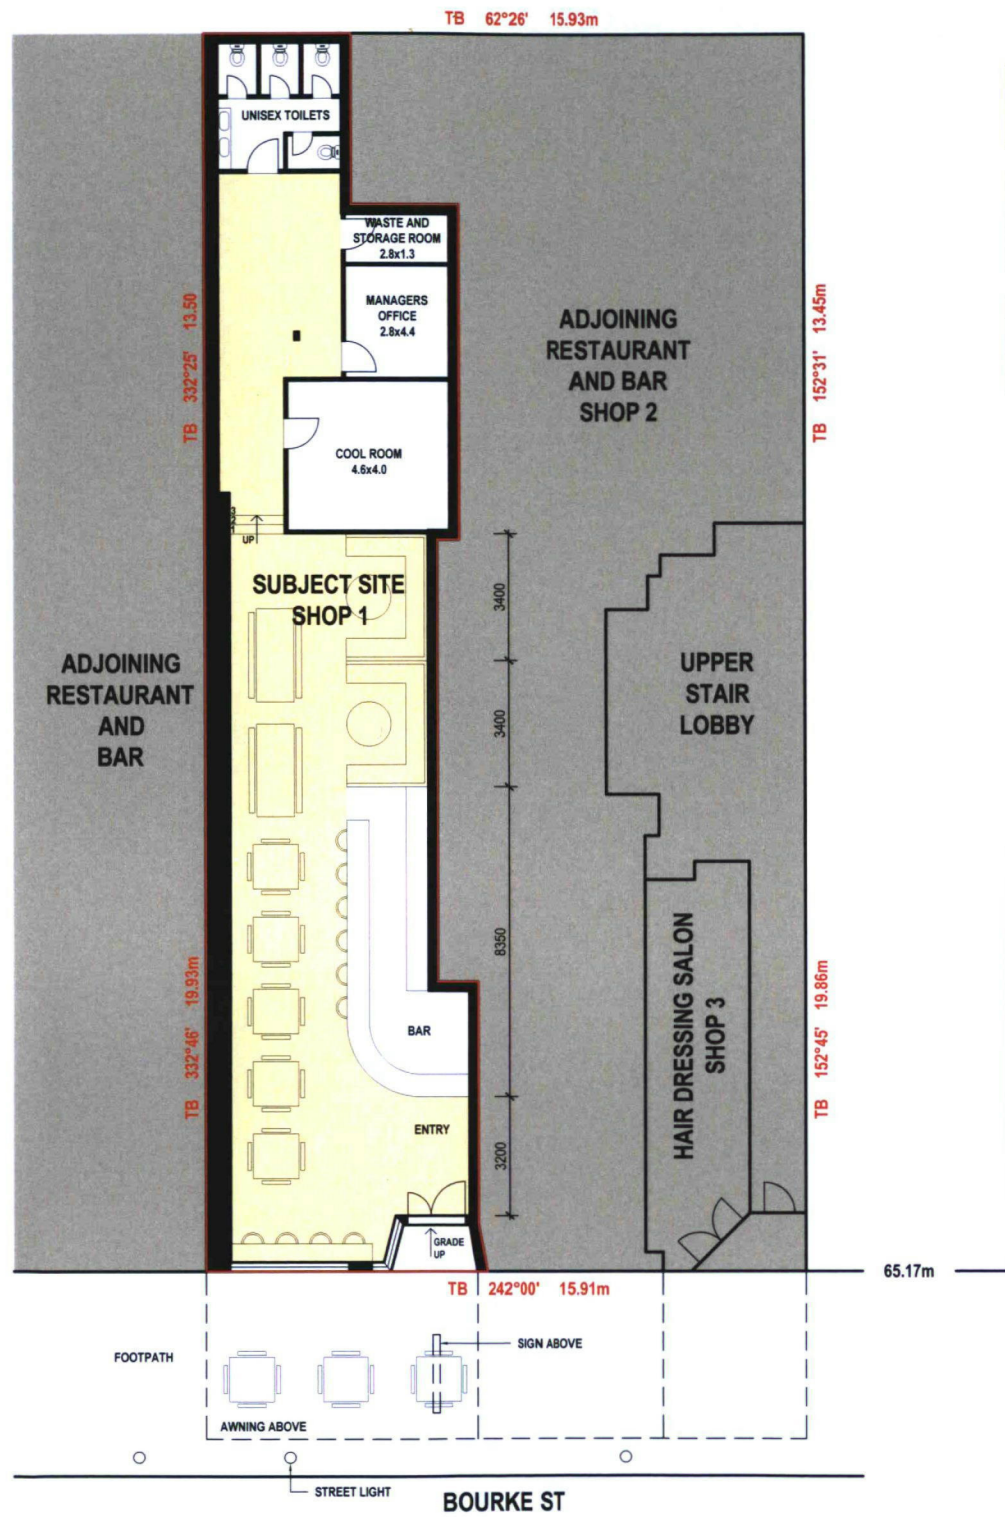 TB 62°26' 15.93m
UNISEX TOILETS
WASTE AND
STORAGE ROOM
2.8x1.3
MANAGERS
OFFICE
2.8x4.4
TB 332°25' 13.50
ADJOINING
RESTAURANT
AND BAR
SHOP 2
TB 152°31' 13.45m
COOL ROOM
4.6x4.0
UP
SUBJECT SITE
SHOP 1
3400
ADJOINING
RESTAURANT
AND
BAR
UPPER
STAIR
LOBBY
3400
8350
TB 332°46' 19.93m
BAR
HAIR DRESSING SALON
SHOP 3
TB 152°45' 19.86m
ENTRY
3200
GRADE
UP
65.17m
TB 242°00' 15.91m
FOOTPATH
SIGN ABOVE
AWNING ABOVE
STREET LIGHT
BOURKE ST